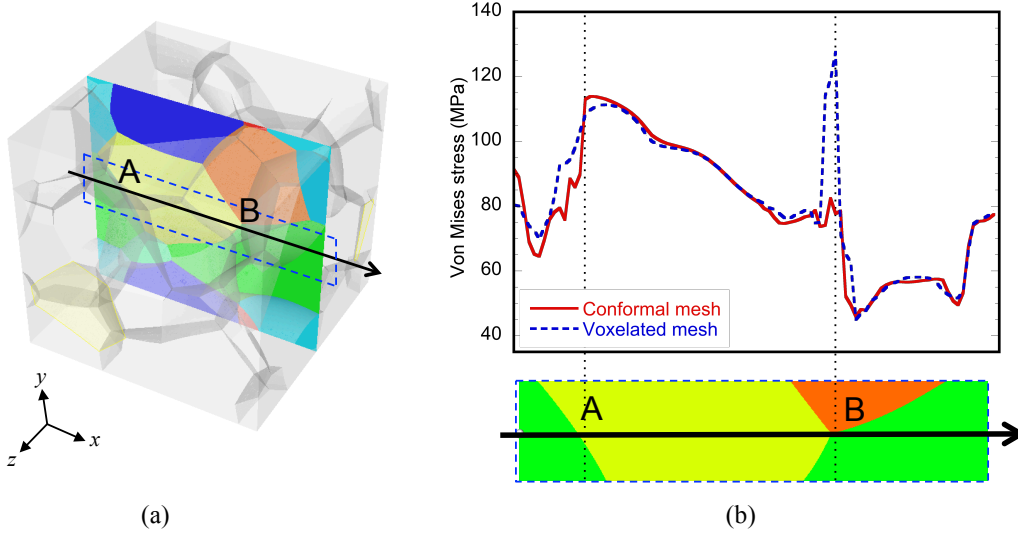 A
B
y
x
z
(a)
140
120
100
80
60
40
Von Mises stress (MPa)
Conformal mesh
Voxelated mesh
A
B
(b)